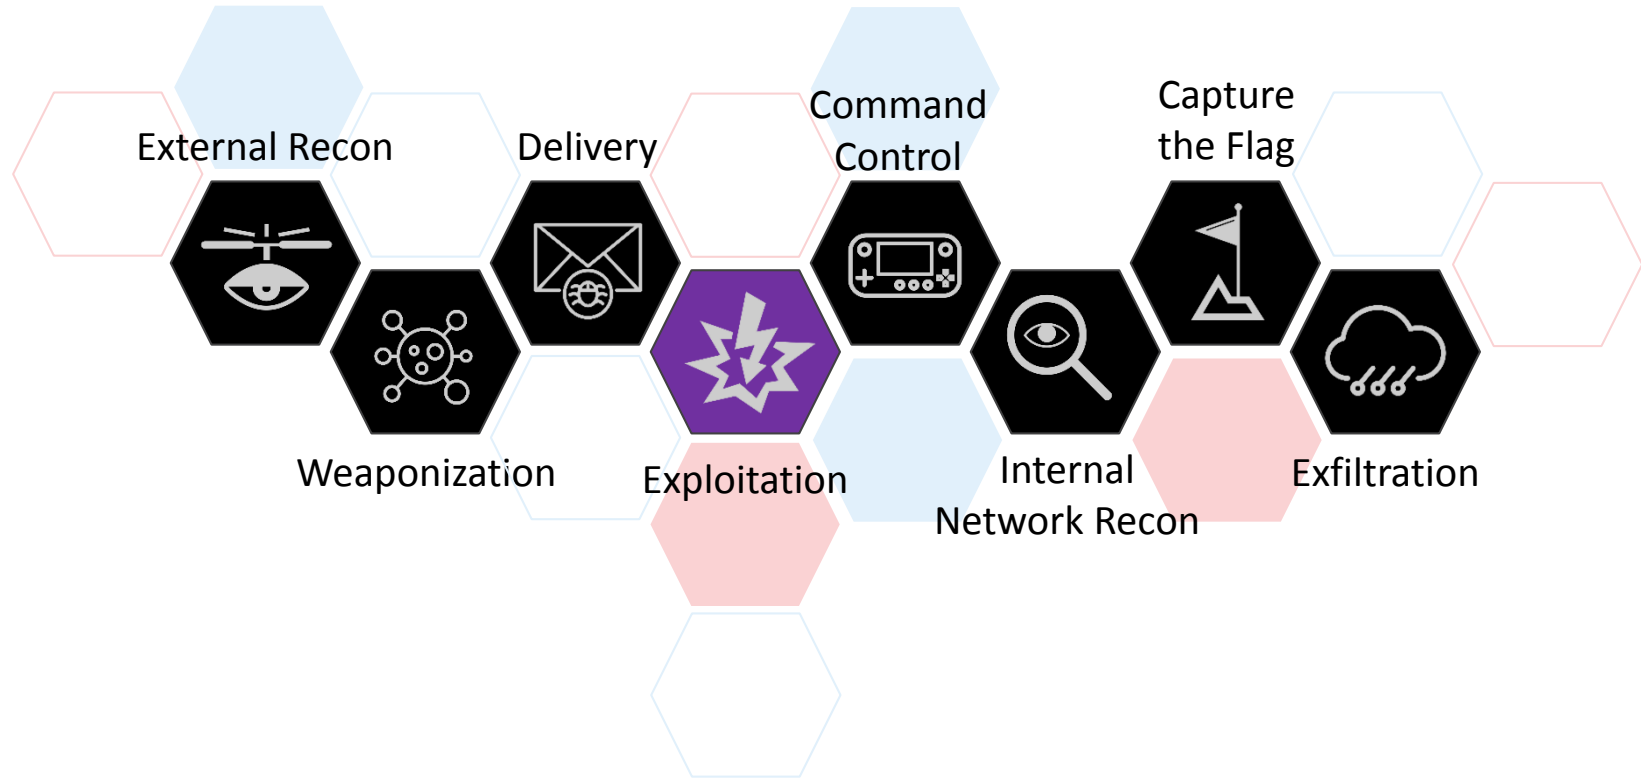 External Recon
Weaponization
Delivery
Exploitation
Command
Control
Internal
Network Recon
Capture
the Flag
Exfiltration